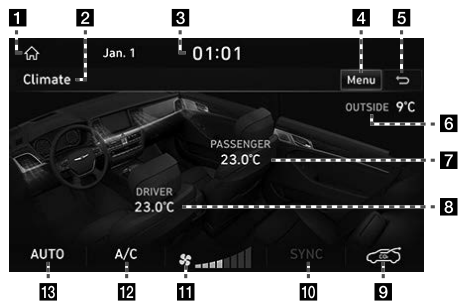 1 2 3 4 5
Jan. 1 01:01
Climate Menu
OUTSIDE 9°C
6
PASSENGER
23.0°C 7
DRIVER
23.0°C 8
AUTO A/C SYNC CO₂
13 12 11 10 9